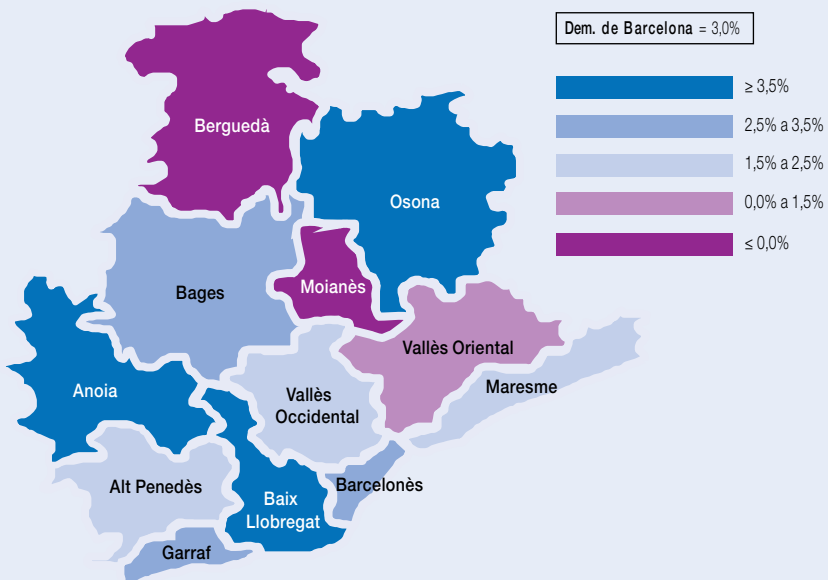 Dem. de Barcelona = 3,0%
≥ 3,5%
2,5% a 3,5%
1,5% a 2,5%
0,0% a 1,5%
≤ 0,0%
Berguedà
Osona
Bages
Moianès
Vallès Oriental
Maresme
Anoia
Vallès
Occidental
Alt Penedès
Barcelonès
Baix
Llobregat
Garraf